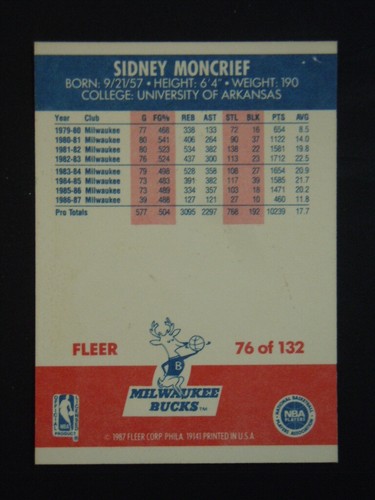 SIDNEY MONCRIEF
BORN: 9/21/57 • HEIGHT: 6'4" • WEIGHT: 190
COLLEGE: UNIVERSITY OF ARKANSAS
Year Club G FG% REB AST STL BLK PTS AVG
1979-80 Milwaukee 77 .468 338 133 72 16 654 8.5
1980-81 Milwaukee 80 .541 406 264 90 37 1122 14.0
1981-82 Milwaukee 80 .523 534 382 138 22 1581 19.8
1982-83 Milwaukee 76 .524 437 300 113 23 1712 22.5
1983-84 Milwaukee 79 .498 528 358 108 27 1654 20.9
1984-85 Milwaukee 73 .483 391 382 117 39 1585 21.7
1985-86 Milwaukee 73 .489 334 357 103 18 1471 20.2
1986-87 Milwaukee 39 .488 127 121 27 10 460 11.8
Pro Totals 577 .504 3095 2297 768 192 10239 17.7
FLEER 76 of 132
B
MILWAUKEE
BUCKS™
NBA
NBA
PLAYERS
© 1987 FLEER CORP. PHILA. 19141 PRINTED IN U.S.A.